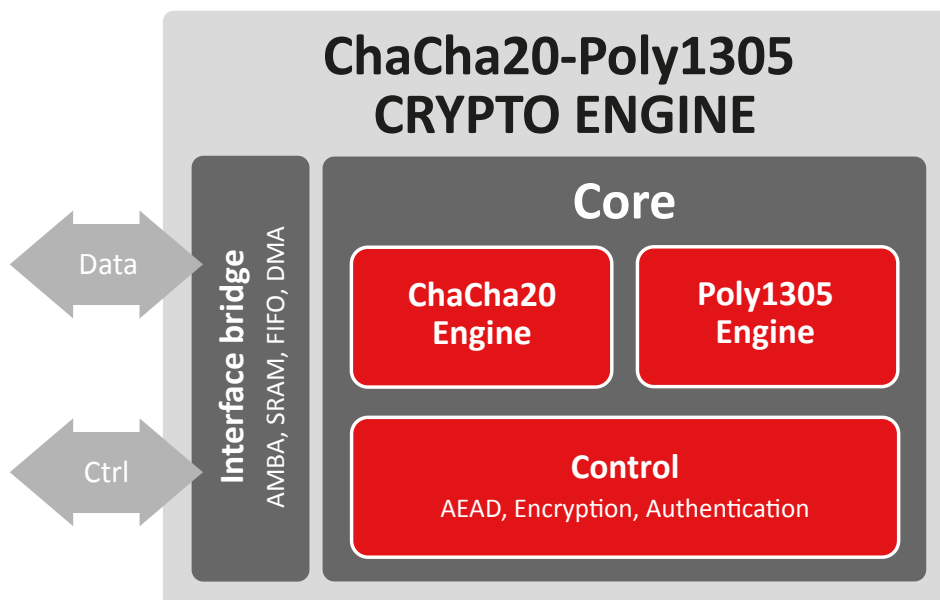 ChaCha20-Poly1305
CRYPTO ENGINE
Data
Ctrl
Interface bridge
AMBA, SRAM, FIFO, DMA
Core
ChaCha20
Engine
Poly1305
Engine
Control
AEAD, Encryption, Authentication